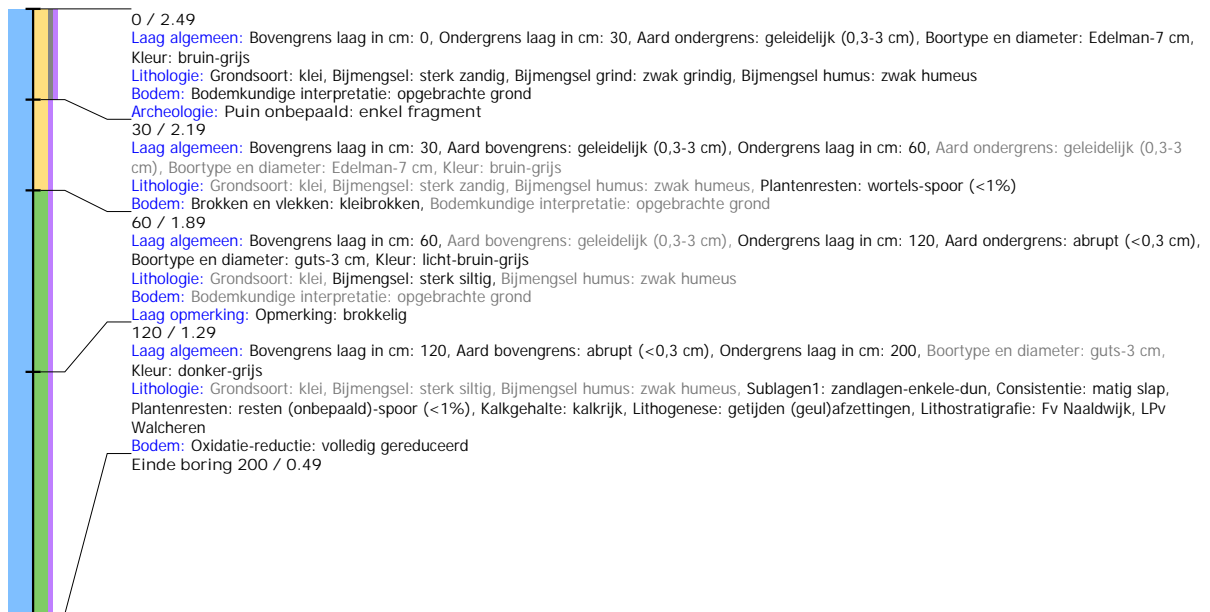 0 / 2.49
Laag algemeen: Bovengrens laag in cm: 0, Ondergrens laag in cm: 30, Aard ondergrens: geleidelijk (0,3-3 cm), Boortype en diameter: Edelman-7 cm,
Kleur: bruin-grijs
Lithologie: Grondsoort: klei, Bijmengsel: sterk zandig, Bijmengsel grind: zwak grindig, Bijmengsel humus: zwak humeus
Bodem: Bodemkundige interpretatie: opgebrachte grond
Archeologie: Puin onbepaald: enkel fragment
30 / 2.19
Laag algemeen: Bovengrens laag in cm: 30, Aard bovengrens: geleidelijk (0,3-3 cm), Ondergrens laag in cm: 60, Aard ondergrens: geleidelijk (0,3-3
cm), Boortype en diameter: Edelman-7 cm, Kleur: bruin-grijs
Lithologie: Grondsoort: klei, Bijmengsel: sterk zandig, Bijmengsel humus: zwak humeus, Plantenresten: wortels-spoor (<1%)
Bodem: Brokken en vlekken: kleibrokken, Bodemkundige interpretatie: opgebrachte grond
60 / 1.89
Laag algemeen: Bovengrens laag in cm: 60, Aard bovengrens: geleidelijk (0,3-3 cm), Ondergrens laag in cm: 120, Aard ondergrens: abrupt (<0,3 cm),
Boortype en diameter: guts-3 cm, Kleur: licht-bruin-grijs
Lithologie: Grondsoort: klei, Bijmengsel: sterk siltig, Bijmengsel humus: zwak humeus
Bodem: Bodemkundige interpretatie: opgebrachte grond
Laag opmerking: Opmerking: brokkelig
120 / 1.29
Laag algemeen: Bovengrens laag in cm: 120, Aard bovengrens: abrupt (<0,3 cm), Ondergrens laag in cm: 200, Boortype en diameter: guts-3 cm,
Kleur: donker-grijs
Lithologie: Grondsoort: klei, Bijmengsel: sterk siltig, Bijmengsel humus: zwak humeus, Sublagen1: zandlagen-enkele-dun, Consistentie: matig slap,
Plantenresten: resten (onbepaald)-spoor (<1%), Kalkgehalte: kalkrijk, Lithogenese: getijden (geul)afzettingen, Lithostratigrafie: Fv Naaldwijk, LPv
Walcheren
Bodem: Oxidatie-reductie: volledig gereduceerd
Einde boring 200 / 0.49